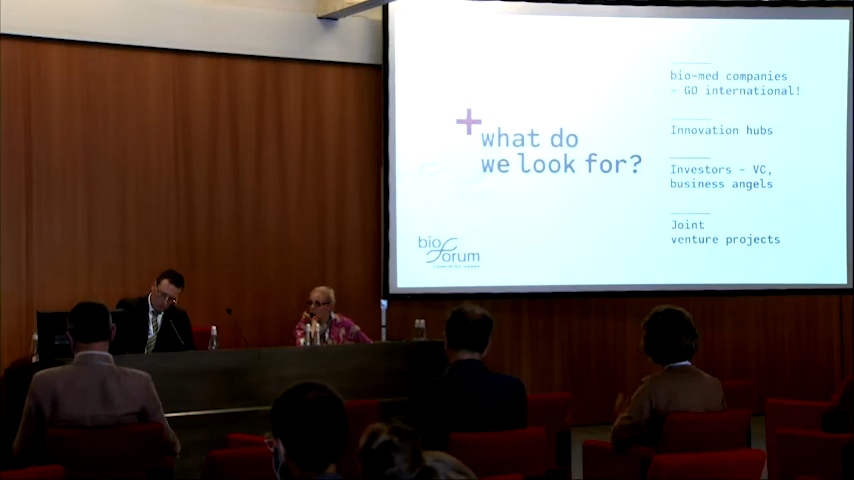 what do
we look for?
bio-med companies
- GO international!
Innovation hubs
Investors - VC,
business angels
Joint
venture projects
bio
forum